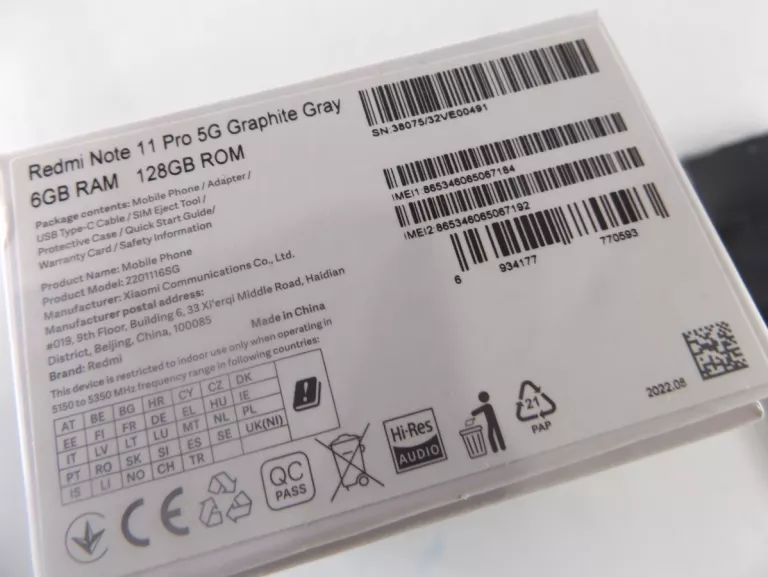 Redmi Note 11 Pro 5G Graphite Gray
6GB RAM 128GB ROM
Package contents: Mobile Phone / Adapter /
USB Type-C Cable / SIM Eject Tool /
Protective Case / Quick Start Guide/
Warranty Card / Safety Information
Product Name: Mobile Phone
Product Model: 2201116SG
Manufacturer: Xiaomi Communications Co., Ltd.
Manufacturer postal address:
#019, 9th Floor, Building 6, 33 Xi'erqi Middle Road, Haidian
District, Beijing, China, 100085
Brand: Redmi
Made in China
This device is restricted to indoor use only when operating in
5150 to 5350 MHz frequency range in following countries:
AT BE BG HR CY CZ DK
EE FI FR DE EL HU IE
IT LV LT LU MT NL PL
PT RO SK SI ES SE UK(NI)
IS LI NO CH TR
SN:38075/32VE00491
IMEI1:865346065067184
IMEI2:865346065067192
6 934177 770593
2022.08
CE
QC
PASS
Hi-Res
AUDIO
21
PAP